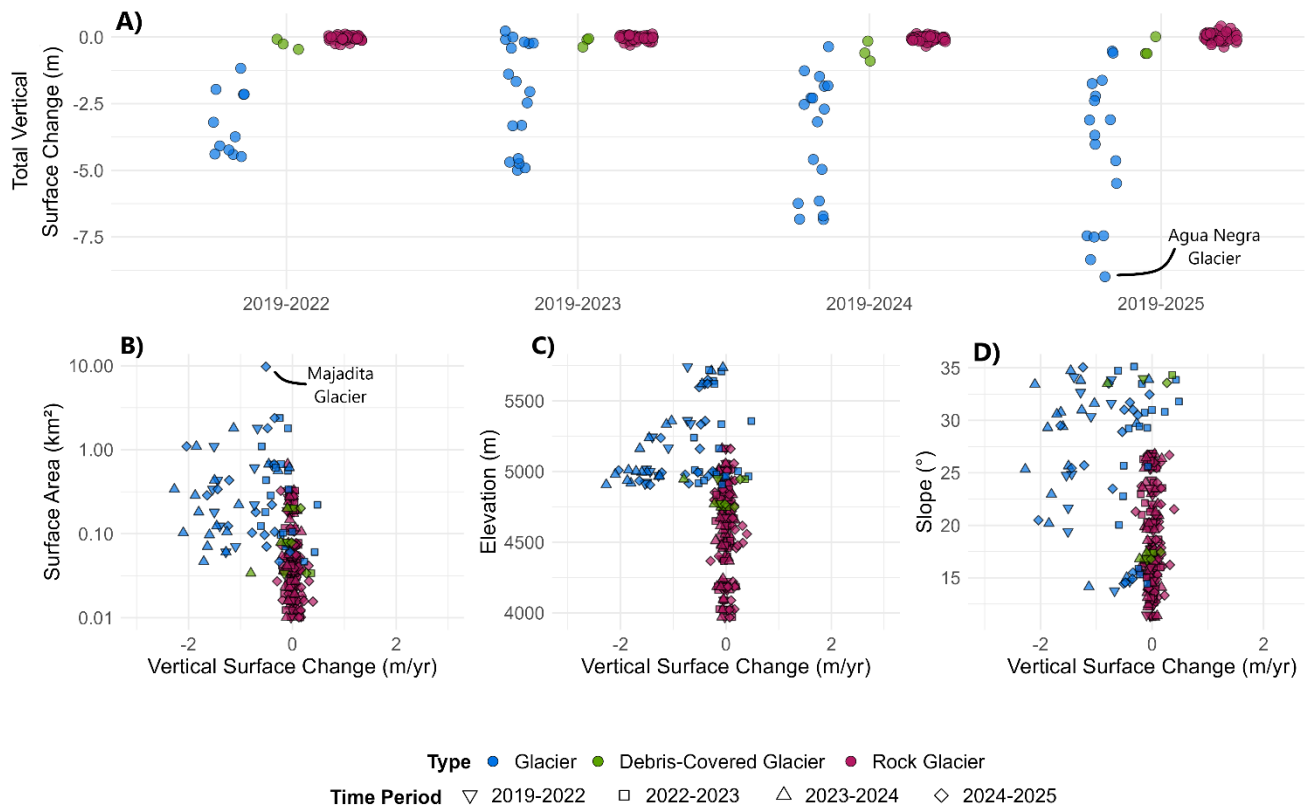 A)
Total Vertical
Surface Change (m)
0.0
-2.5
-5.0
-7.5
Agua Negra
Glacier
2019-2022
2019-2023
2019-2024
2019-2025
B)
Surface Area (km²)
10.00
1.00
0.10
0.01
Majadita
Glacier
-2
0
2
Vertical Surface Change (m/yr)
C)
Elevation (m)
5500
5000
4500
4000
-2
0
2
Vertical Surface Change (m/yr)
D)
Slope (°)
35
30
25
20
15
-2
0
2
Vertical Surface Change (m/yr)
Type Glacier Debris-Covered Glacier Rock Glacier
Time Period 2019-2022 2022-2023 2023-2024 2024-2025